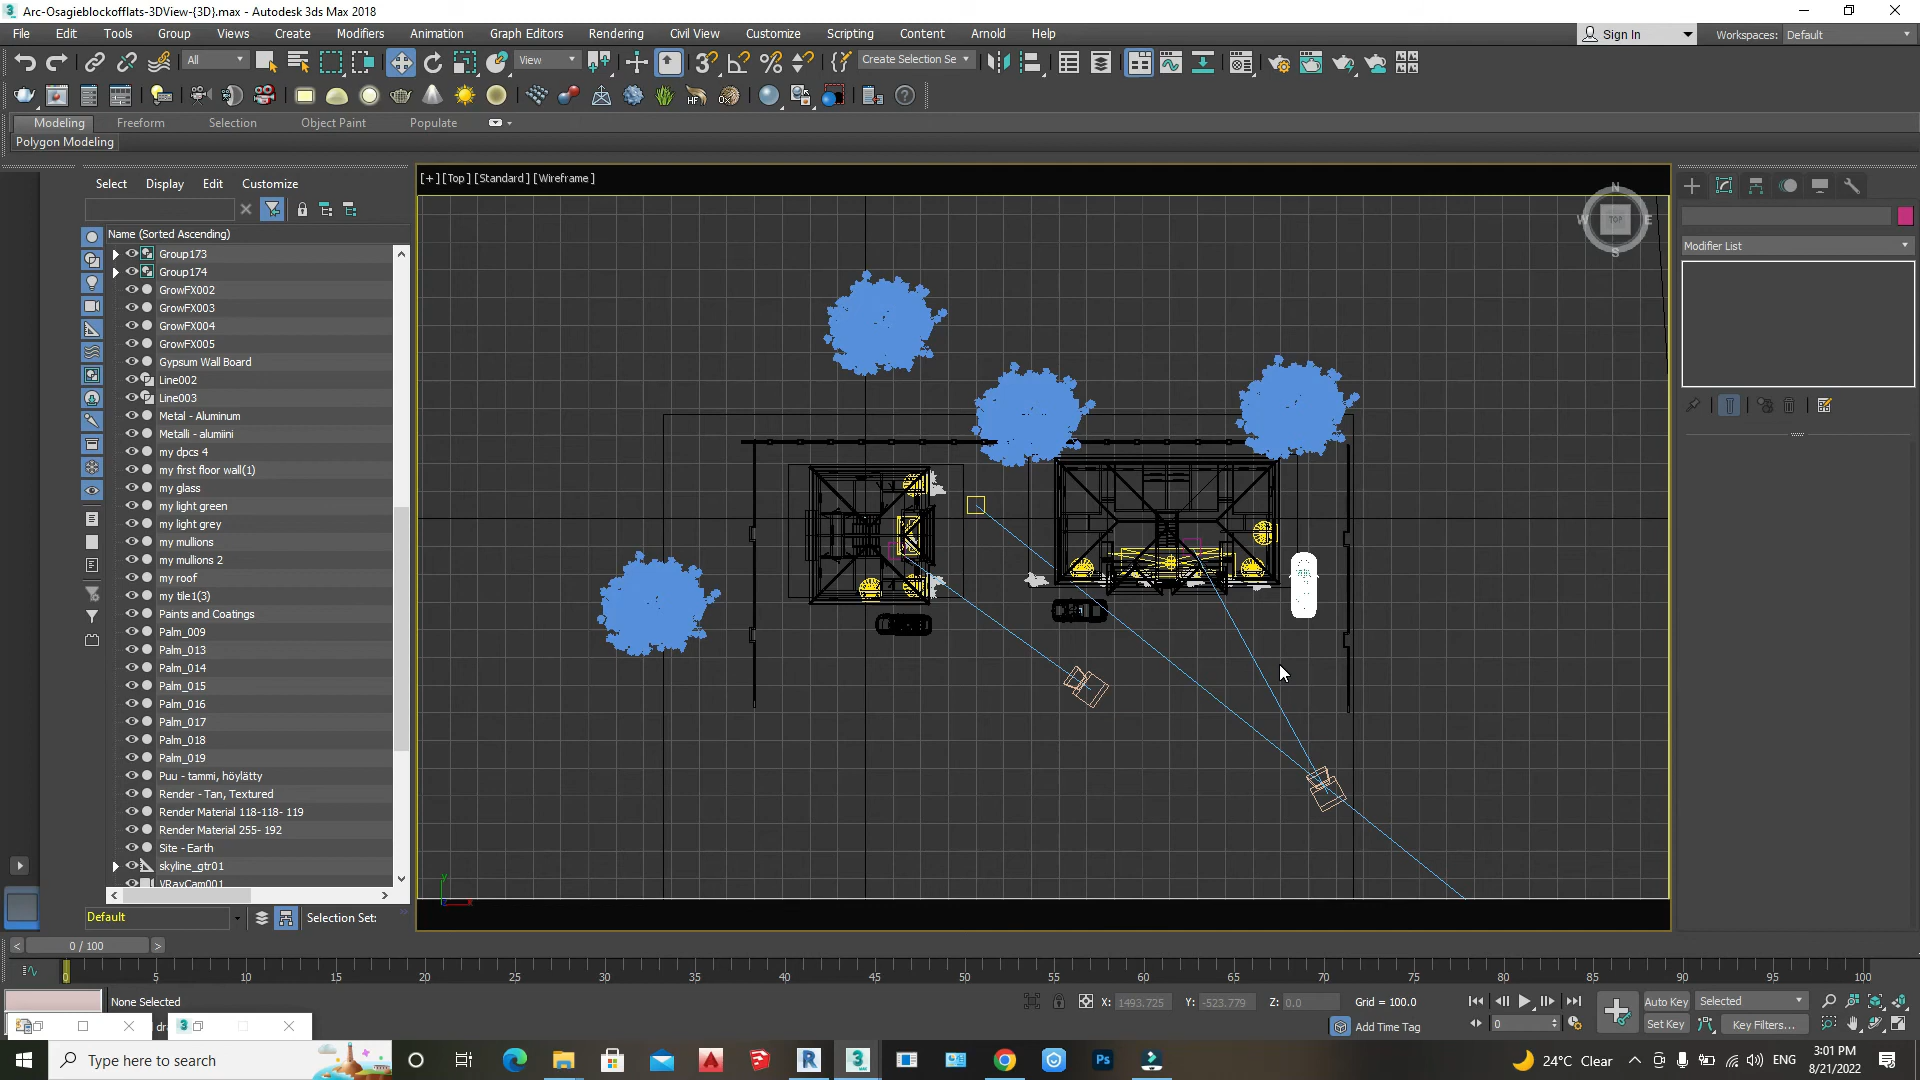 Arc-Osagieblockofflats-3DView-{3D}.max - Autodesk 3ds Max 2018
File Edit Tools Group Views Create Modifiers Animation Graph Editors Rendering Civil View Customize Scripting Content Arnold Help
Sign In Workspaces: Default
All View Create Selection Se
Modeling Freeform Selection Object Paint Populate
Polygon Modeling
Select Display Edit Customize
[+] [Top] [Standard] [Wireframe]
Name (Sorted Ascending)
Modifier List
Group173
Group174
GrowFX002
GrowFX003
GrowFX004
GrowFX005
Gypsum Wall Board
Line002
Line003
Metal - Aluminum
Metalli - alumiini
my dpcs 4
my first floor wall(1)
my glass
my light green
my light grey
my mullions
my mullions 2
my roof
my tile1(3)
Paints and Coatings
Palm_009
Palm_013
Palm_014
Palm_015
Palm_016
Palm_017
Palm_018
Palm_019
Puu - tammi, höylätty
Render - Tan, Textured
Render Material 118-118- 119
Render Material 255- 192
Site - Earth
skyline_gtr01
VRayCam001
N
W TOP E
S
y
x
Default Selection Set:
0 / 100
0 5 10 15 20 25 30 35 40 45 50 55 60 65 70 75 80 85 90 95 100
None Selected X: 1493.725 Y: -523.779 Z: 0.0 Grid = 100.0
Auto Key Selected
Add Time Tag 0 Set Key Key Filters...
Type here to search
24°C Clear ENG
3:01 PM
8/21/2022